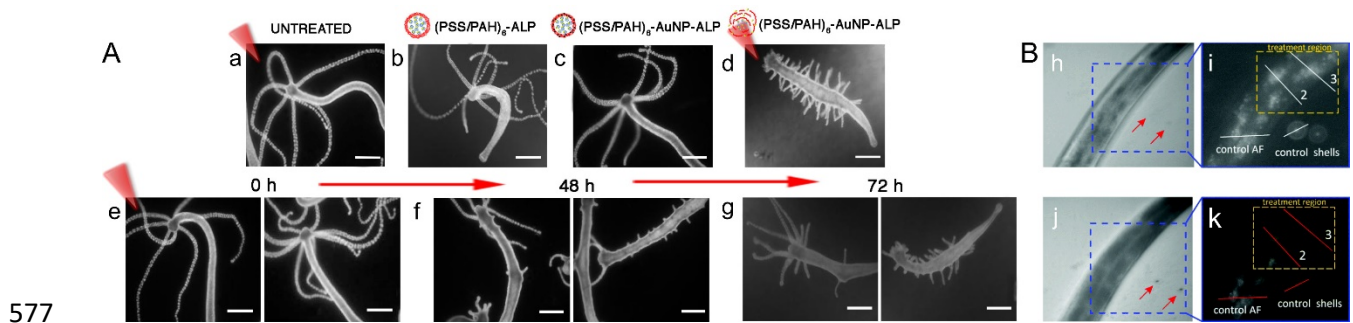 UNTREATED
(PSS/PAH)6-ALP
(PSS/PAH)6-AuNP-ALP
(PSS/PAH)6-AuNP-ALP
A
a
b
c
d
0 h
48 h
72 h
e
f
g
B
h
i
treatment region
3
2
control AF
control shells
j
k
treatment region
3
2
control AF
control shells
577